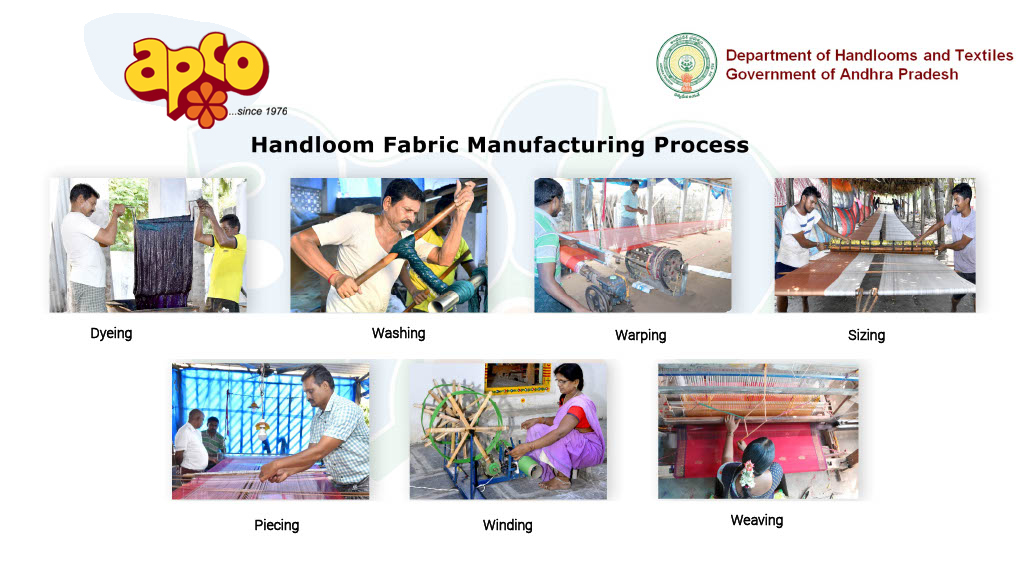 apco
...since 1976
Department of Handlooms and Textiles
Government of Andhra Pradesh
Handloom Fabric Manufacturing Process
Dyeing
Washing
Warping
Sizing
Piecing
Winding
Weaving